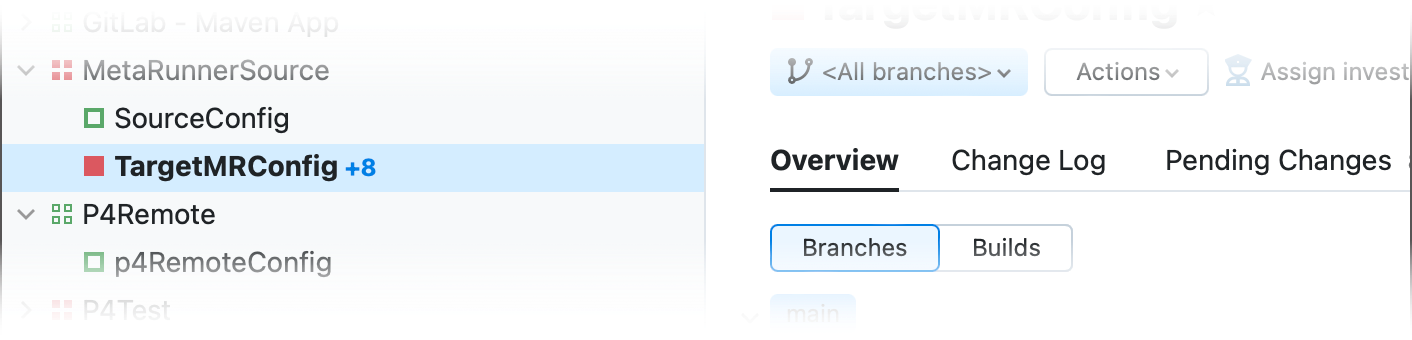 GitLab - Maven App
MetaRunnerSource
SourceConfig
TargetMRConfig +8
P4Remote
p4RemoteConfig
P4Test
TargetMRConfig
<All branches>
Actions
Assign invest
Overview
Change Log
Pending Changes
Branches
Builds
main